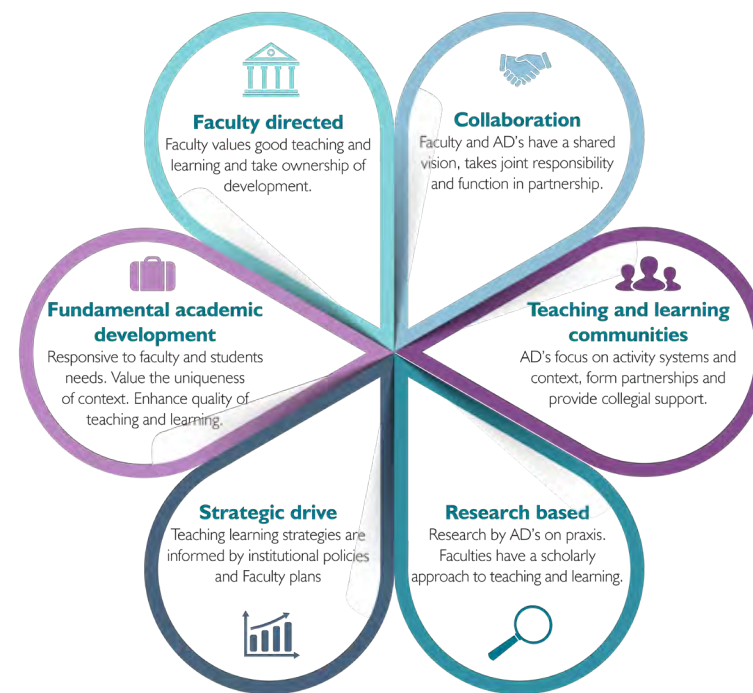 Faculty directed
Faculty values good teaching and
learning and take ownership of
development.
Collaboration
Faculty and AD's have a shared
vision, takes joint responsibility
and function in partnership.
Teaching and learning
communities
AD's focus on activity systems and
context, form partnerships and
provide collegial support.
Research based
Research by AD's on praxis.
Faculties have a scholarly
approach to teaching and learning.
Strategic drive
Teaching learning strategies are
informed by institutional policies
and Faculty plans
Fundamental academic
development
Responsive to faculty and students
needs. Value the uniqueness
of context. Enhance quality of
teaching and learning.